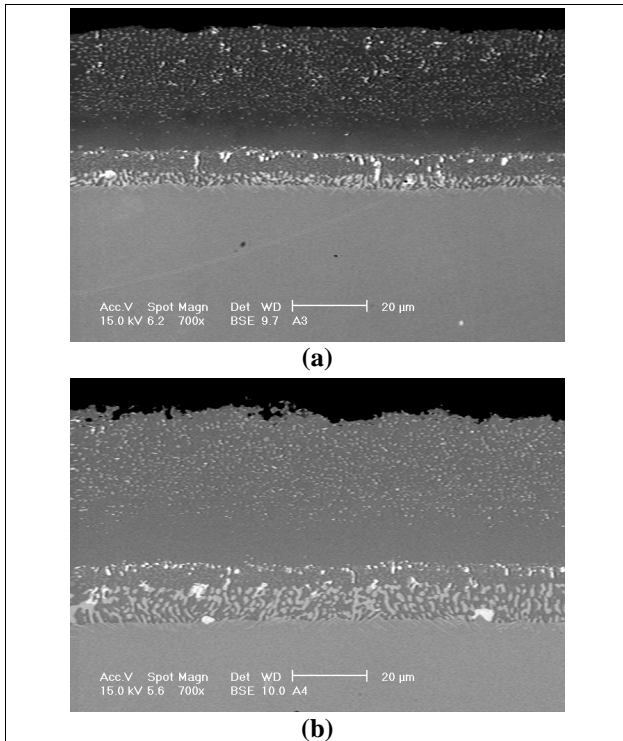 Acc.V Spot Magn Det WD 20 µm
15.0 kV 6.2 700x BSE 9.7 A3
(a)
Acc.V Spot Magn Det WD 20 µm
15.0 kV 5.6 700x BSE 10.0 A4
(b)